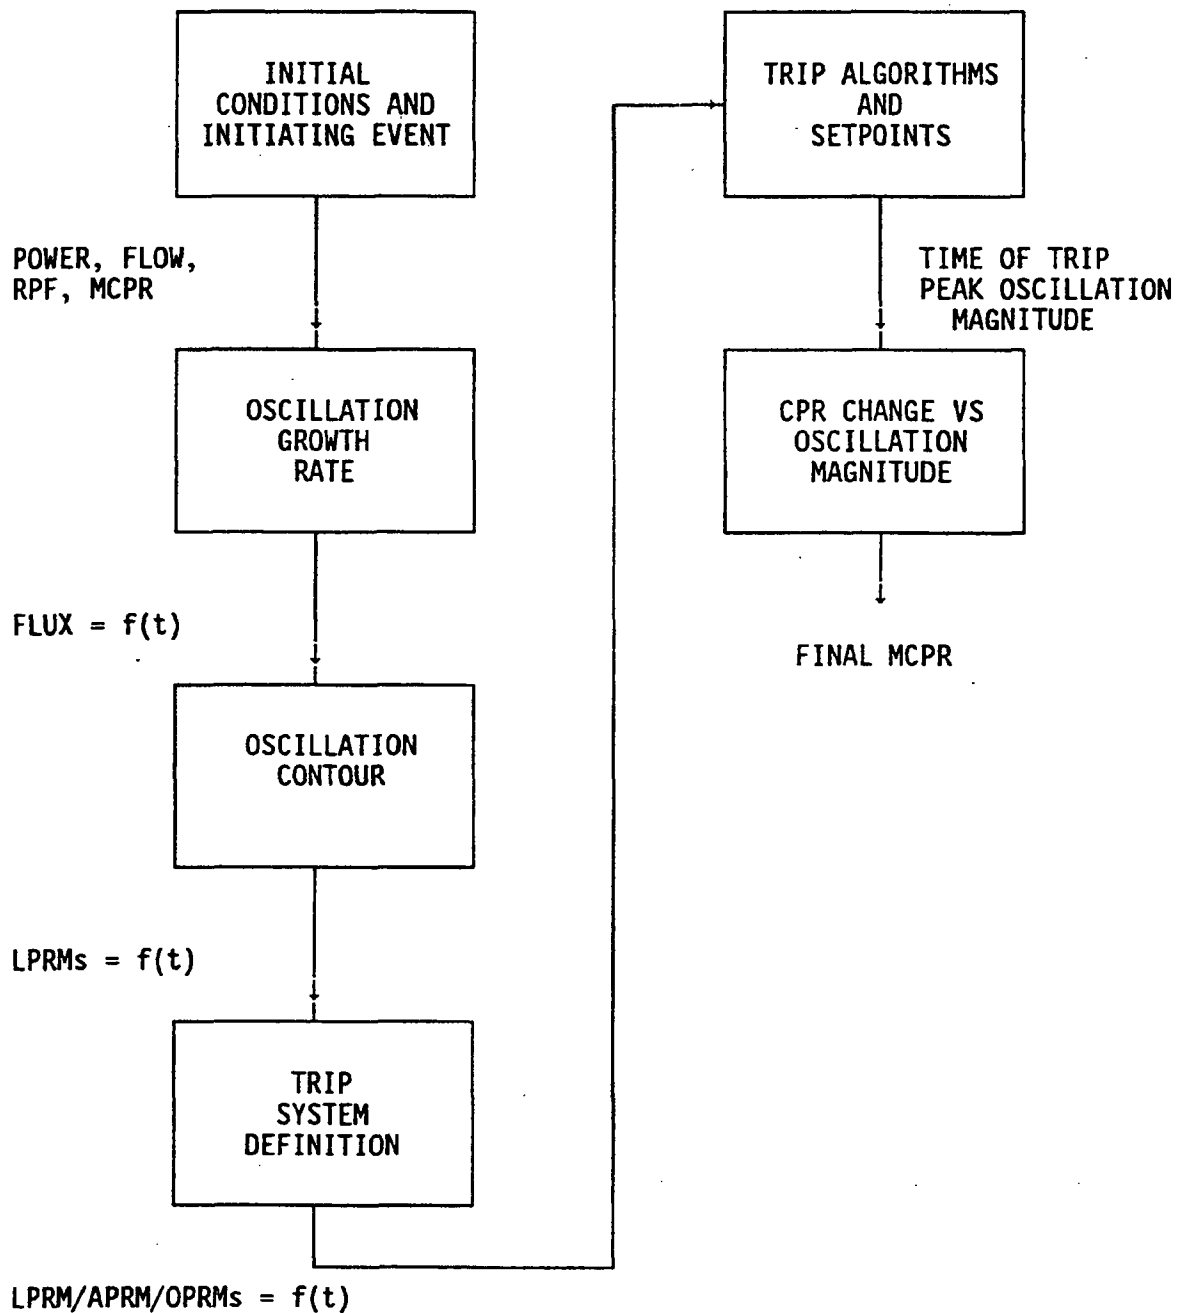 INITIAL
CONDITIONS AND
INITIATING EVENT
POWER, FLOW,
RPF, MCPR
OSCILLATION
GROWTH
RATE
FLUX = f(t)
OSCILLATION
CONTOUR
LPRMs = f(t)
TRIP
SYSTEM
DEFINITION
LPRM/APRM/OPRMs = f(t)
TRIP ALGORITHMS
AND
SETPOINTS
TIME OF TRIP
PEAK OSCILLATION
MAGNITUDE
CPR CHANGE VS
OSCILLATION
MAGNITUDE
FINAL MCPR